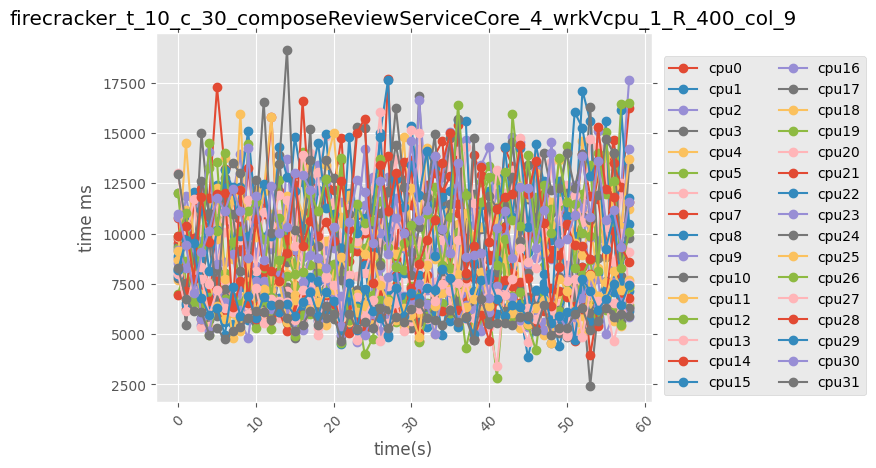 firecracker_t_10_c_30_composeReviewServiceCore_4_wrkVcpu_1_R_400_col_9
17500
15000
12500
10000
7500
5000
2500
time ms
0
10
20
30
40
50
60
time(s)
cpu0
cpu1
cpu2
cpu3
cpu4
cpu5
cpu6
cpu7
cpu8
cpu9
cpu10
cpu11
cpu12
cpu13
cpu14
cpu15
cpu16
cpu17
cpu18
cpu19
cpu20
cpu21
cpu22
cpu23
cpu24
cpu25
cpu26
cpu27
cpu28
cpu29
cpu30
cpu31